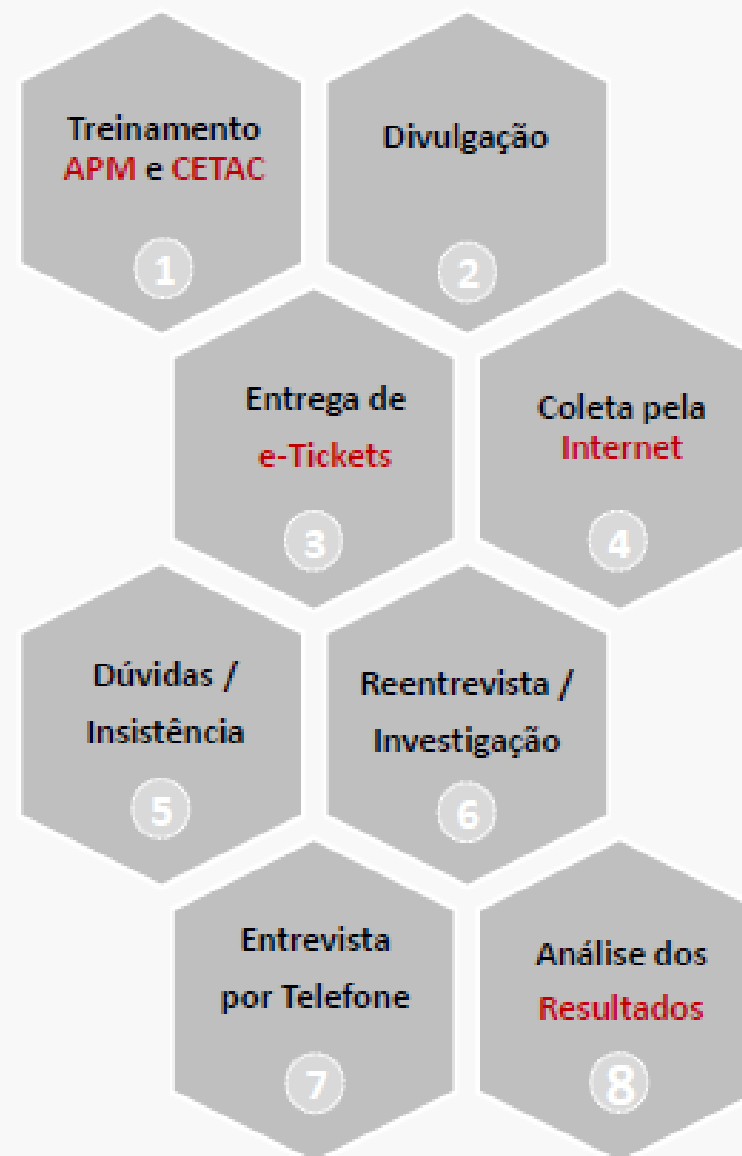 Treinamento
APM e CETAC
1
Divulgação
2
Entrega de
e-Tickets
3
Coleta pela
Internet
4
Dúvidas /
Insistência
5
Reentrevista /
Investigação
6
Entrevista
por Telefone
7
Análise dos
Resultados
8